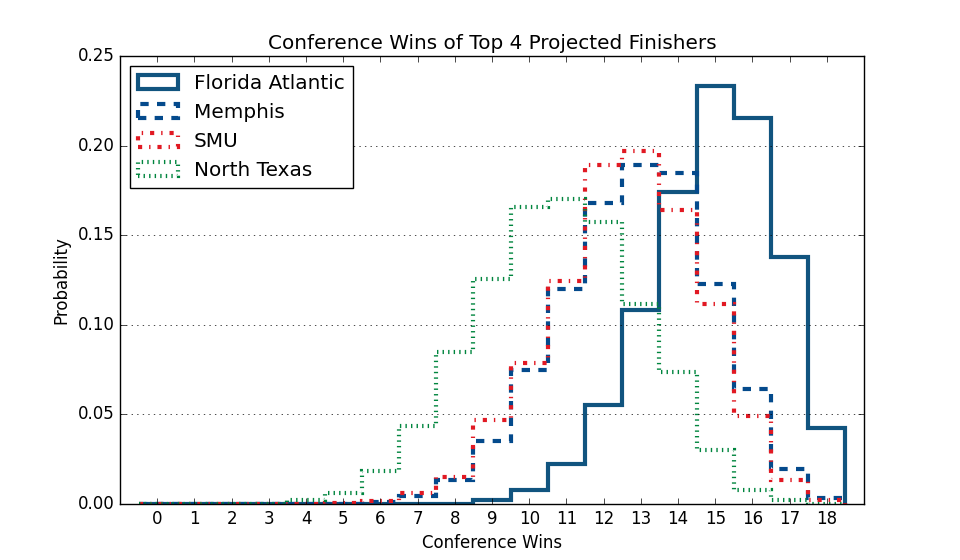 Conference Wins of Top 4 Projected Finishers
0.25
0.20
0.15
0.10
0.05
0.00
Probability
Florida Atlantic
Memphis
SMU
North Texas
0 1 2 3 4 5 6 7 8 9 10 11 12 13 14 15 16 17 18
Conference Wins